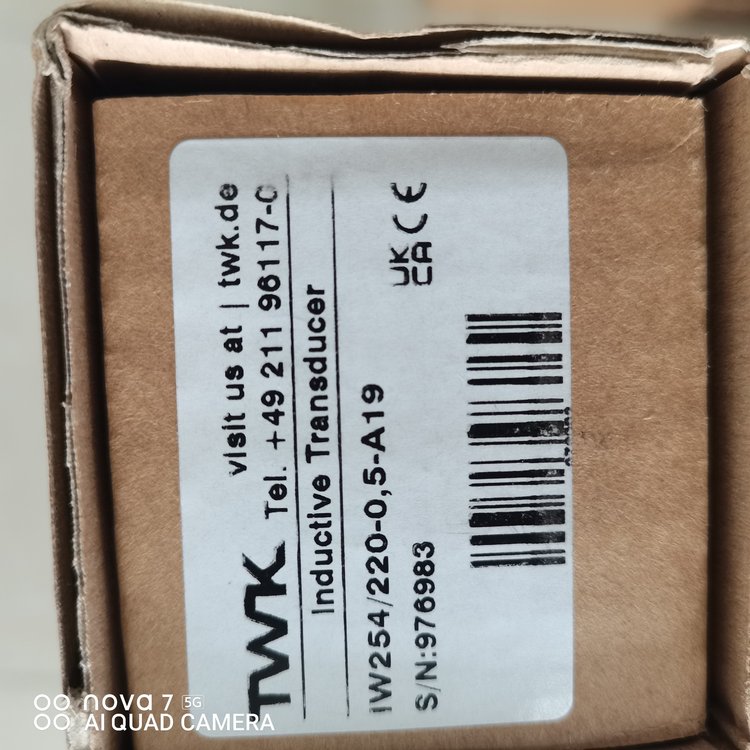 TWK
visit us at | twk.de
Tel. +49 211 96117-0
Inductive Transducer
IW254/220-0,5-A19
S/N:976983
UK
CA CE
nova 7 5G
AI QUAD CAMERA